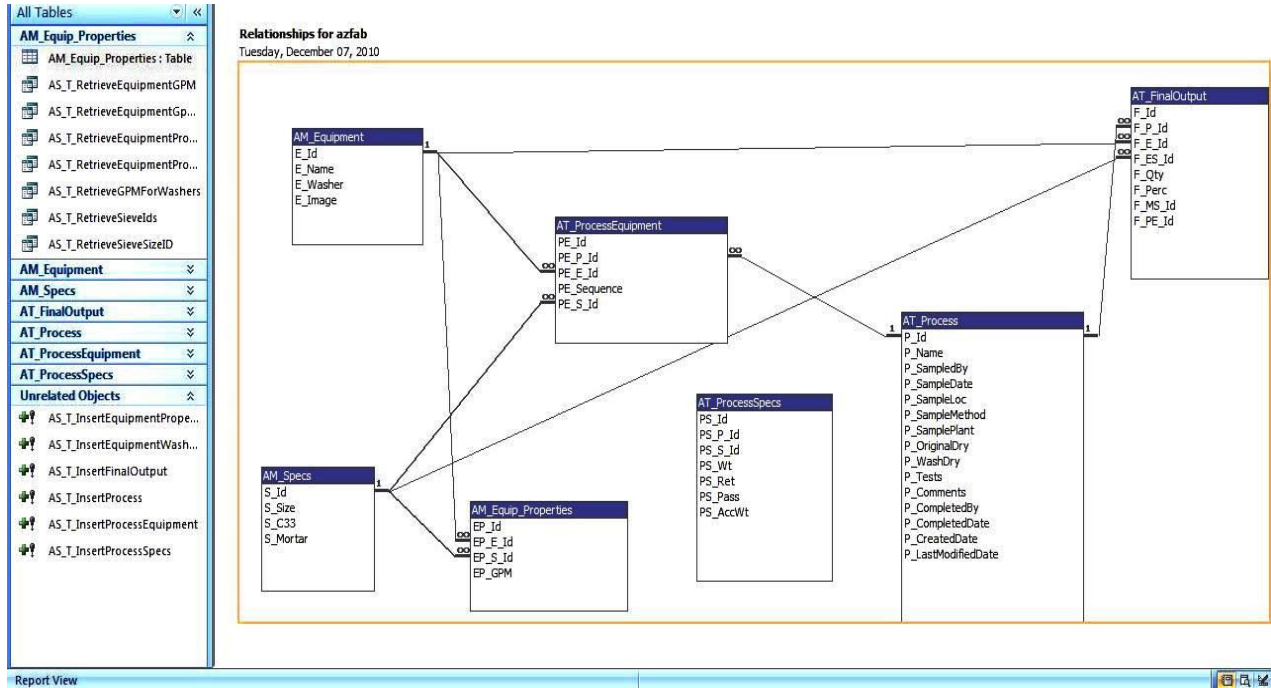 All Tables
AM_Equip_Properties
AM_Equip_Properties : Table
AS_T_RetrieveEquipmentGPM
AS_T_RetrieveEquipmentGp...
AS_T_RetrieveEquipmentPro...
AS_T_RetrieveEquipmentPro...
AS_T_RetrieveGPMForWashers
AS_T_RetrieveSieveIds
AS_T_RetrieveSieveSizeID
AM_Equipment
AM_Specs
AT_FinalOutput
AT_Process
AT_ProcessEquipment
AT_ProcessSpecs
Unrelated Objects
AS_T_InsertEquipmentPrope...
AS_T_InsertEquipmentWash...
AS_T_InsertFinalOutput
AS_T_InsertProcess
AS_T_InsertProcessEquipment
AS_T_InsertProcessSpecs
Relationships for azfab
Tuesday, December 07, 2010
AM_Equipment
E_Id
E_Name
E_Washer
E_Image
1
AT_ProcessEquipment
PE_Id
PE_P_Id
PE_E_Id
PE_Sequence
PE_S_Id
∞
∞
∞
AT_FinalOutput
F_Id
F_P_Id
F_E_Id
F_ES_Id
F_Qty
F_Perc
F_MS_Id
F_PE_Id
∞
∞
∞
AT_Process
P_Id
P_Name
P_SampledBy
P_SampleDate
P_SampleLoc
P_SampleMethod
P_SamplePlant
P_OriginalDry
P_WashDry
P_Tests
P_Comments
P_CompletedBy
P_CompletedDate
P_CreatedDate
P_LastModifiedDate
1
1
AT_ProcessSpecs
PS_Id
PS_P_Id
PS_S_Id
PS_Wt
PS_Ret
PS_Pass
PS_AccWt
AM_Specs
S_Id
S_Size
S_C33
S_Mortar
1
AM_Equip_Properties
EP_Id
EP_E_Id
EP_S_Id
EP_GPM
∞
∞
Report View